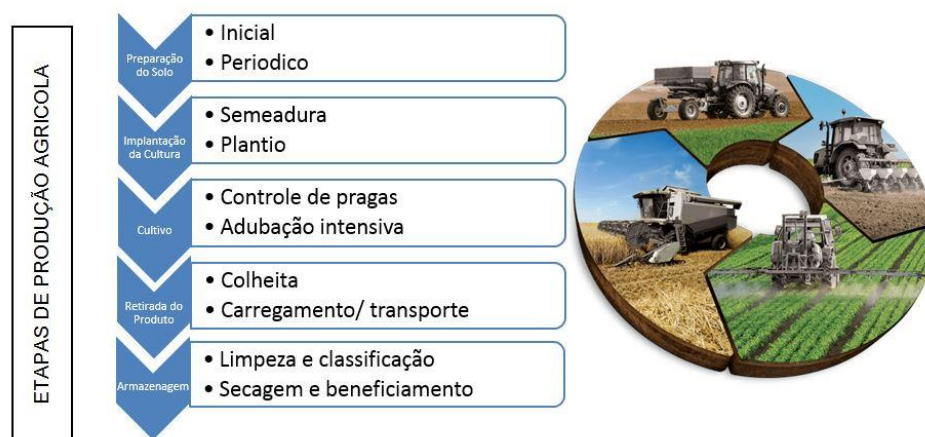 ETAPAS DE PRODUÇÃO AGRICOLA
Preparação
do Solo
• Inicial
• Periodico
Implantação
da Cultura
• Semeadura
• Plantio
Cultivo
• Controle de pragas
• Adubação intensiva
Retirada do
Produto
• Colheita
• Carregamento/ transporte
Armazenagem
• Limpeza e classificação
• Secagem e beneficiamento